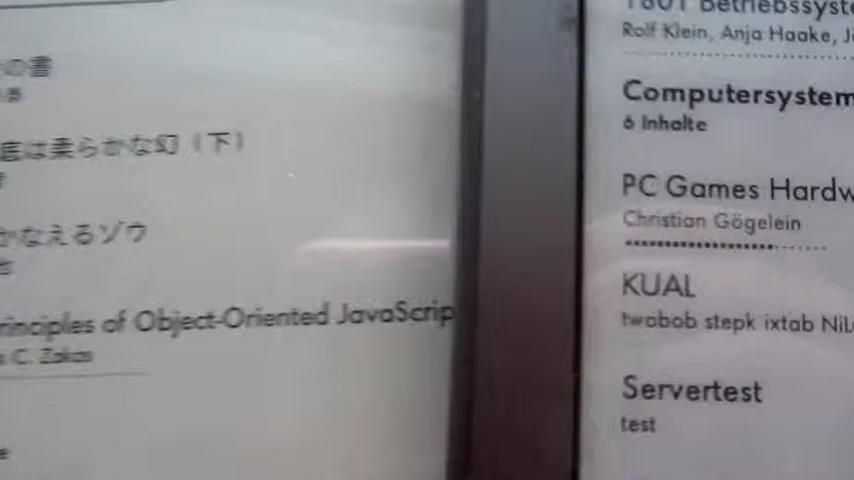 の書
底は柔らかな幻（下）
かなえるゾウ
rinciples of Object-Oriented JavaScrip
C. Zakas
1801 Betriebssyste
Rolf Klein, Anja Haake, J
Computersystem
6 Inhalte
PC Games Hardw
Christian Gögelein
KUAL
twobob stepk ixtab NiL
Servertest
test